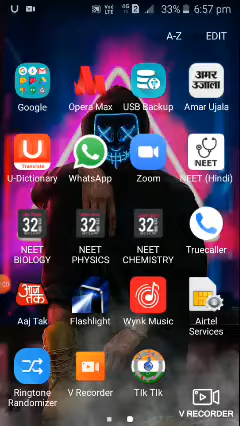 33% 6:57 pm
A-Z EDIT
Google Opera Max USB Backup Amar Ujala
अमर
उजाला
U Translate
NEET
U-Dictionary WhatsApp Zoom NEET (Hindi)
32 32 32
NEET BIOLOGY NEET PHYSICS NEET CHEMISTRY Truecaller
आज तक
Aaj Tak Flashlight Wynk Music Airtel Services
Ringtone Randomizer V Recorder TIk TIk
V RECORDER